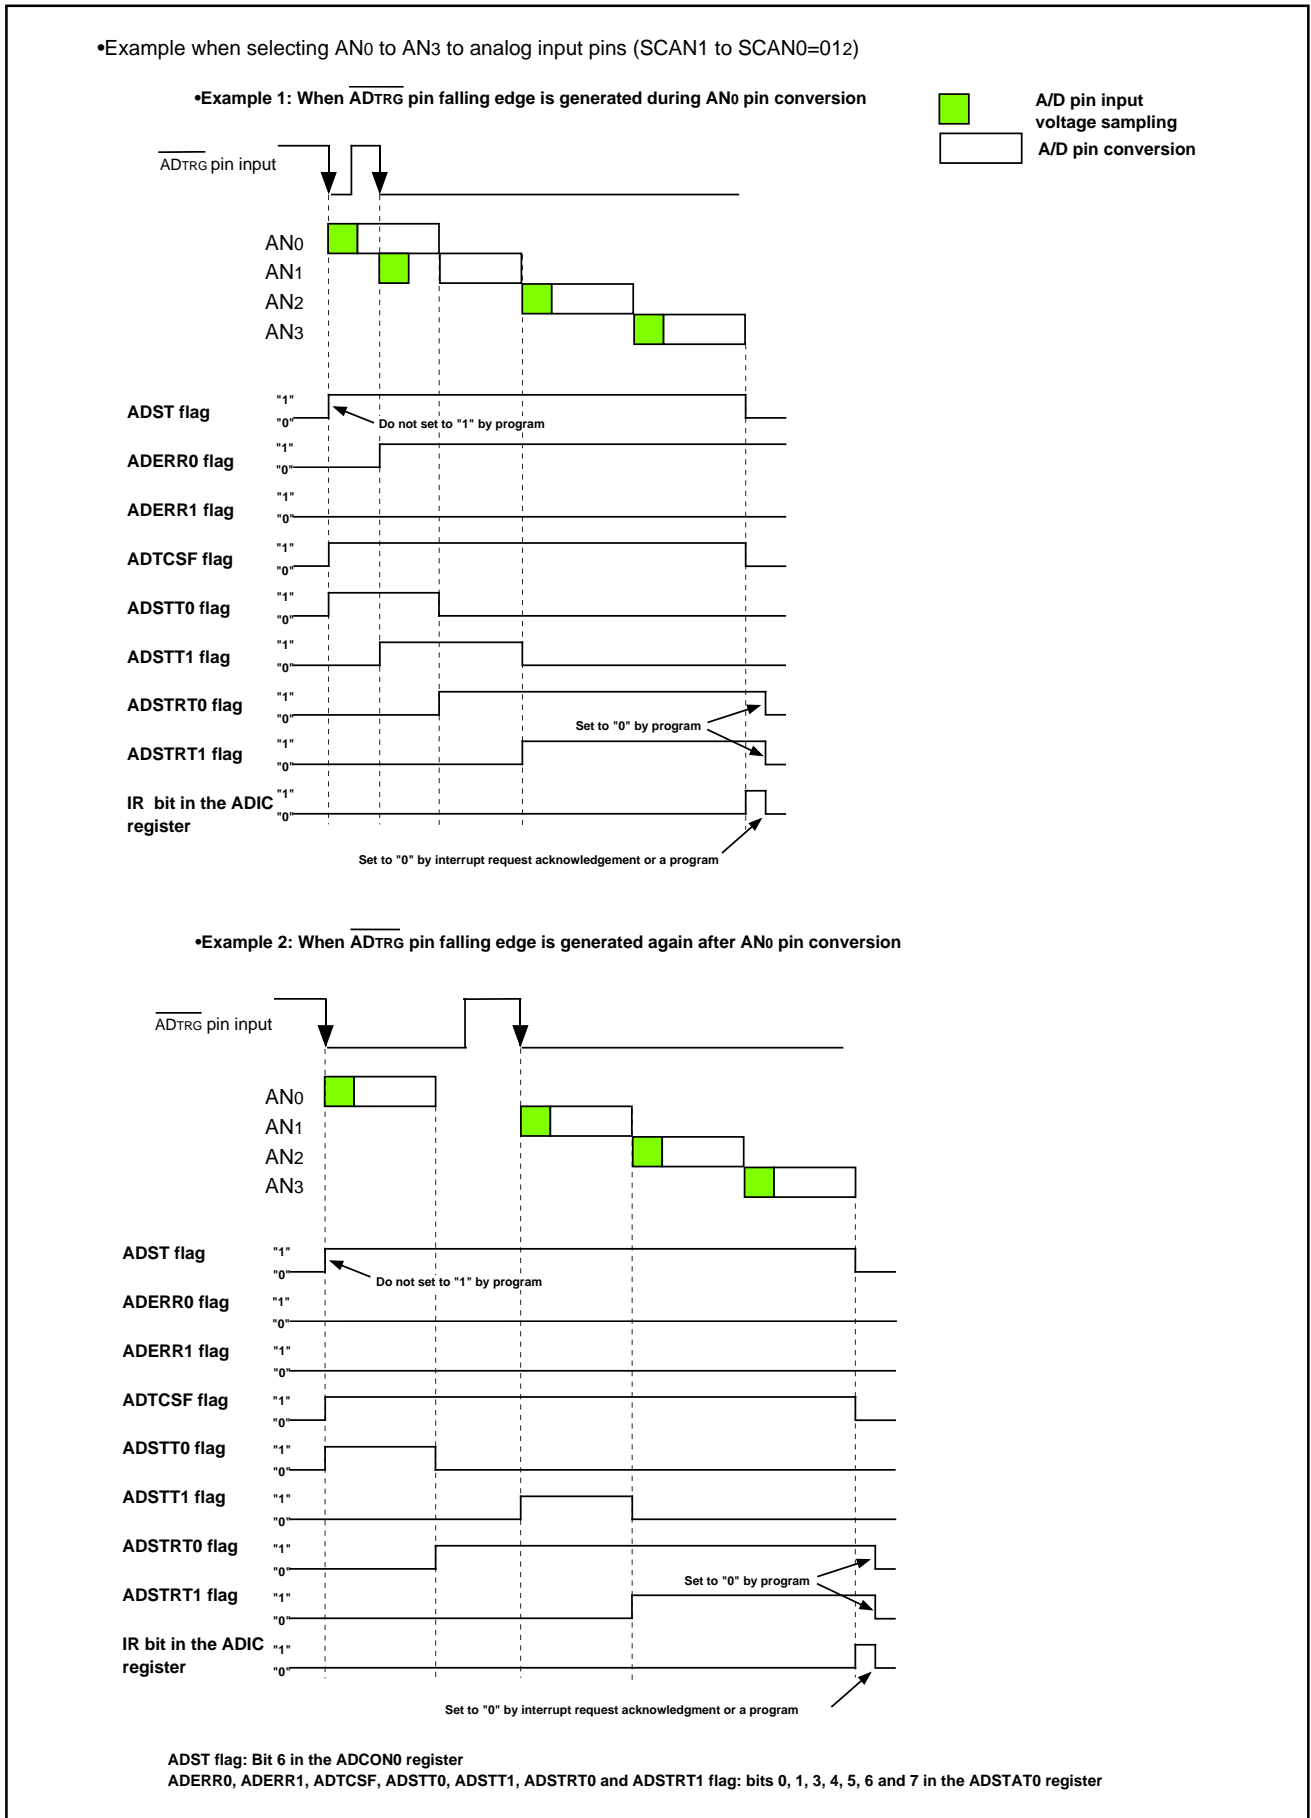 •Example when selecting AN0 to AN3 to analog input pins (SCAN1 to SCAN0=012)
•Example 1: When ADTRG pin falling edge is generated during AN0 pin conversion
A/D pin input
voltage sampling
A/D pin conversion
ADTRG pin input
AN0
AN1
AN2
AN3
ADST flag
"1"
"0"
Do not set to "1" by program
ADERR0 flag
"1"
"0"
ADERR1 flag
"1"
"0"
ADTCSF flag
"1"
"0"
ADSTT0 flag
"1"
"0"
ADSTT1 flag
"1"
"0"
ADSTRT0 flag
"1"
"0"
Set to "0" by program
ADSTRT1 flag
"1"
"0"
IR bit in the ADIC
register
"1"
"0"
Set to "0" by interrupt request acknowledgement or a program
•Example 2: When ADTRG pin falling edge is generated again after AN0 pin conversion
ADTRG pin input
AN0
AN1
AN2
AN3
ADST flag
"1"
"0"
Do not set to "1" by program
ADERR0 flag
"1"
"0"
ADERR1 flag
"1"
"0"
ADTCSF flag
"1"
"0"
ADSTT0 flag
"1"
"0"
ADSTT1 flag
"1"
"0"
ADSTRT0 flag
"1"
"0"
Set to "0" by program
ADSTRT1 flag
"1"
"0"
IR bit in the ADIC
register
"1"
"0"
Set to "0" by interrupt request acknowledgment or a program
ADST flag: Bit 6 in the ADCON0 register
ADERR0, ADERR1, ADTCSF, ADSTT0, ADSTT1, ADSTRT0 and ADSTRT1 flag: bits 0, 1, 3, 4, 5, 6 and 7 in the ADSTAT0 register